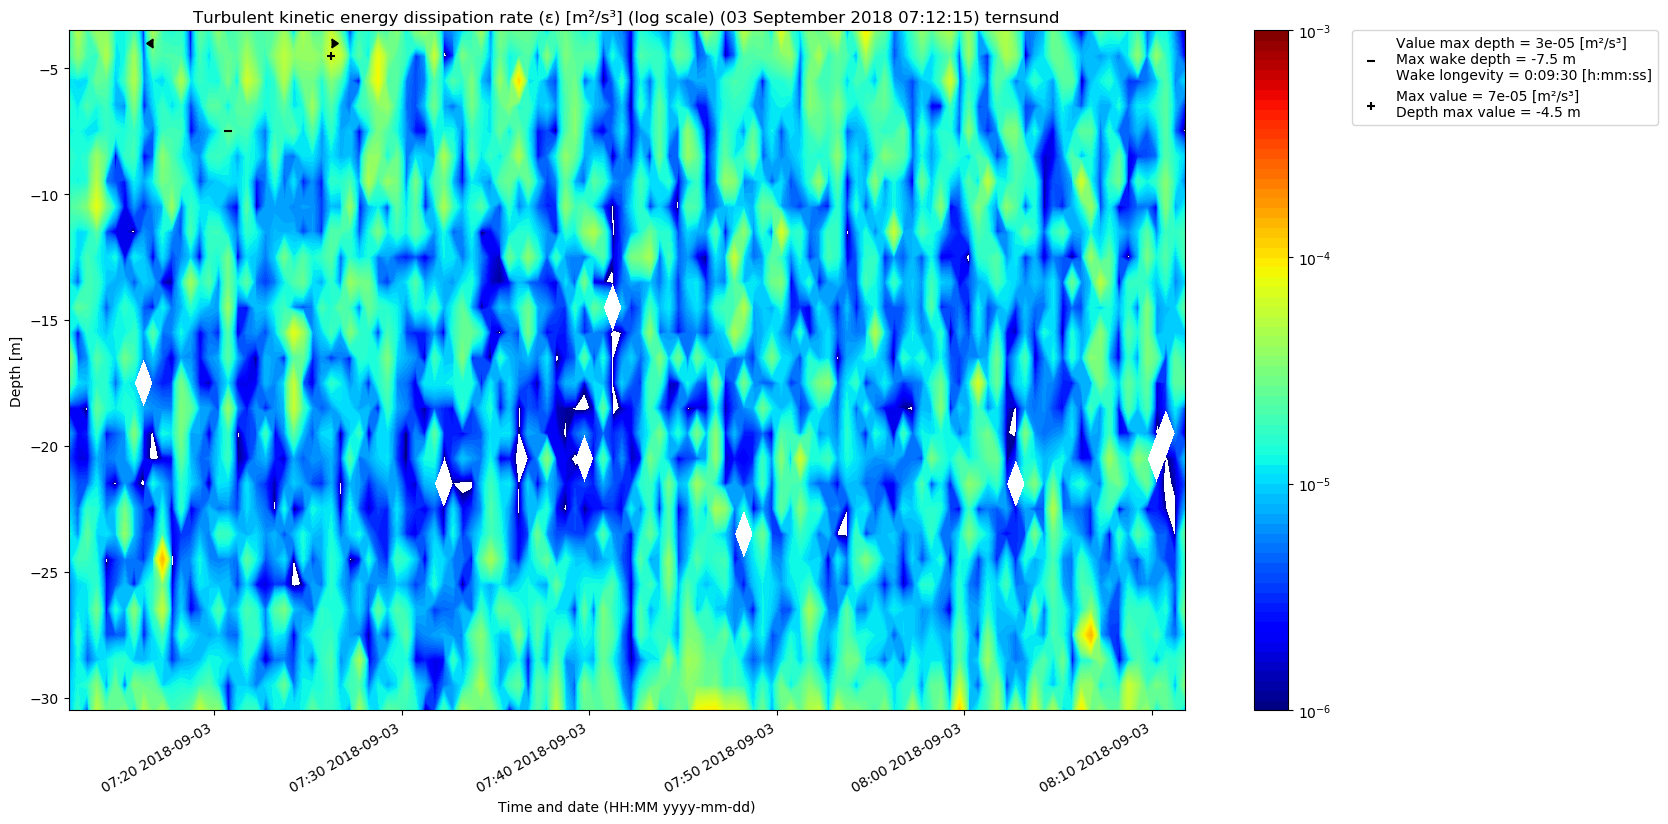 Turbulent kinetic energy dissipation rate (ε) [m²/s³] (log scale) (03 September 2018 07:12:15) ternsund
Value max depth = 3e-05 [m²/s³]
Max wake depth = -7.5 m
Wake longevity = 0:09:30 [h:mm:ss]
Max value = 7e-05 [m²/s³]
Depth max value = -4.5 m
Depth [m]
−5
−10
−15
−20
−25
−30
10⁻³
10⁻⁴
10⁻⁵
10⁻⁶
07:20 2018-09-03
07:30 2018-09-03
07:40 2018-09-03
07:50 2018-09-03
08:00 2018-09-03
08:10 2018-09-03
Time and date (HH:MM yyyy-mm-dd)